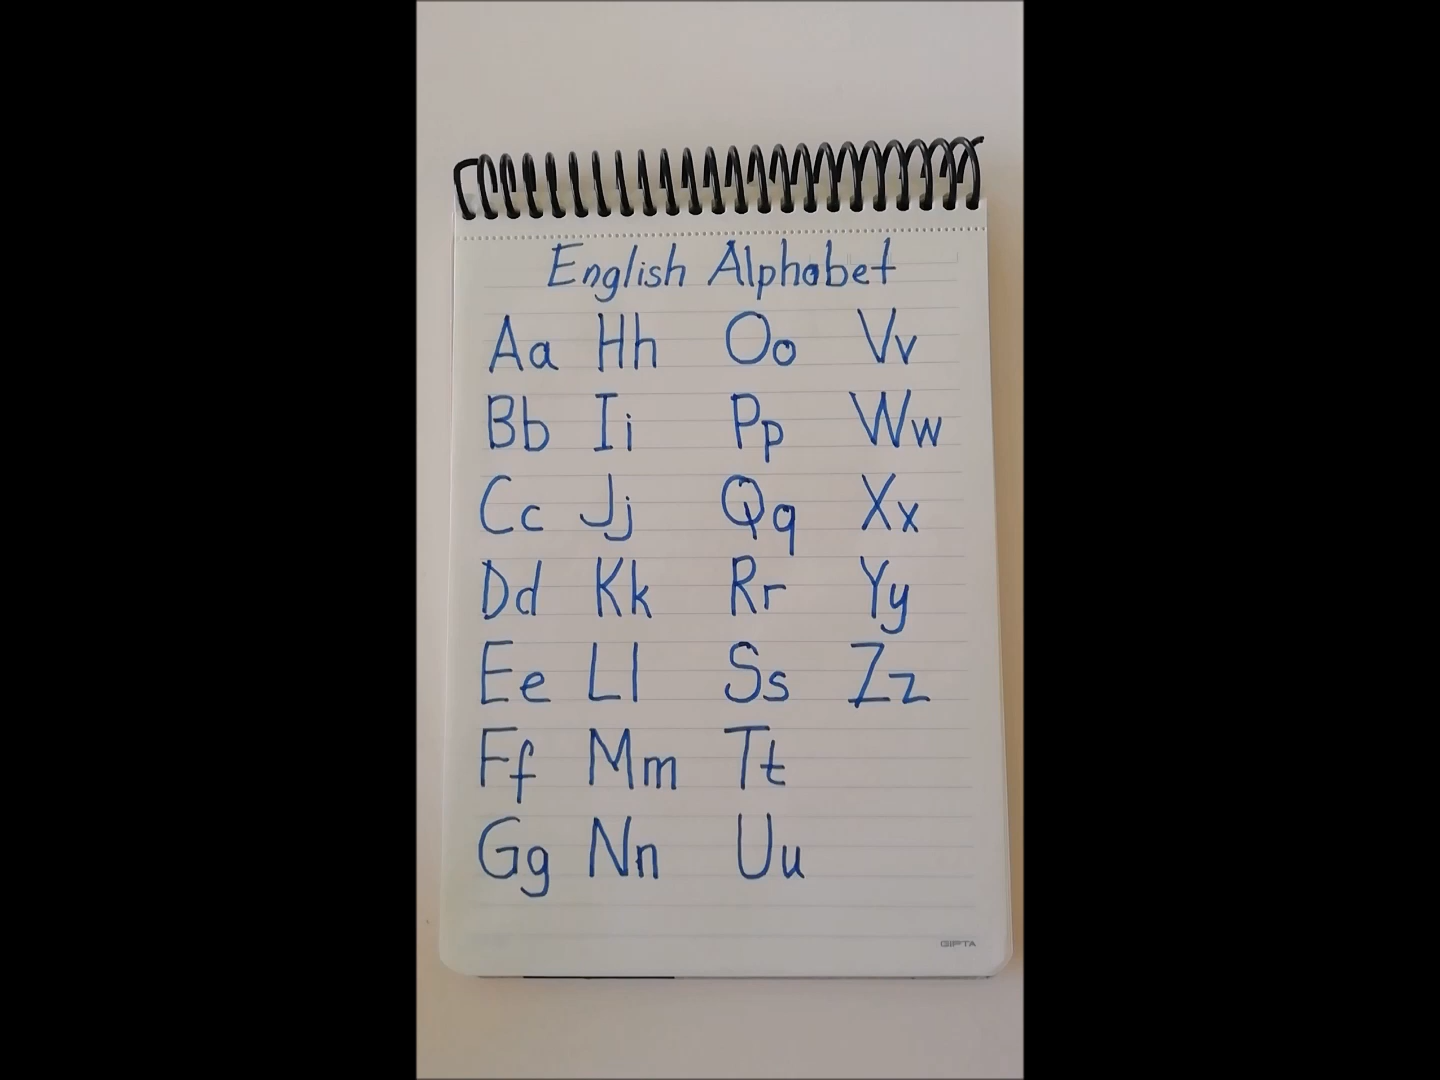 English Alphabet
Aa Hh Oo Vv
Bb Ii Pp Ww
Cc Jj Qq Xx
Dd Kk Rr Yy
Ee Ll Ss Zz
Ff Mm Tt
Gg Nn Uu
GIPTA